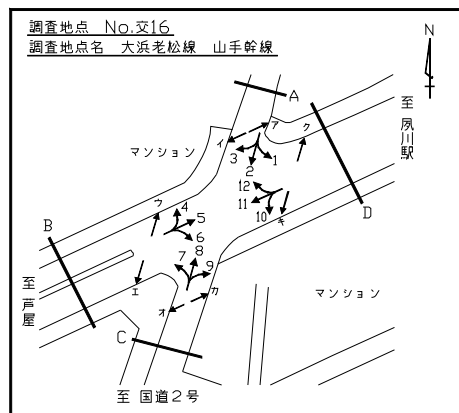 調査地点 No.交16
調査地点名 大浜老松線 山手幹線
N
A
至 夙川駅
ア
ク
マンション
イ
3
2
1
12
11
10
キ
D
ウ
4
5
6
B
7
8
9
至 芦屋
エ
オ
カ
マンション
C
至 国道2号